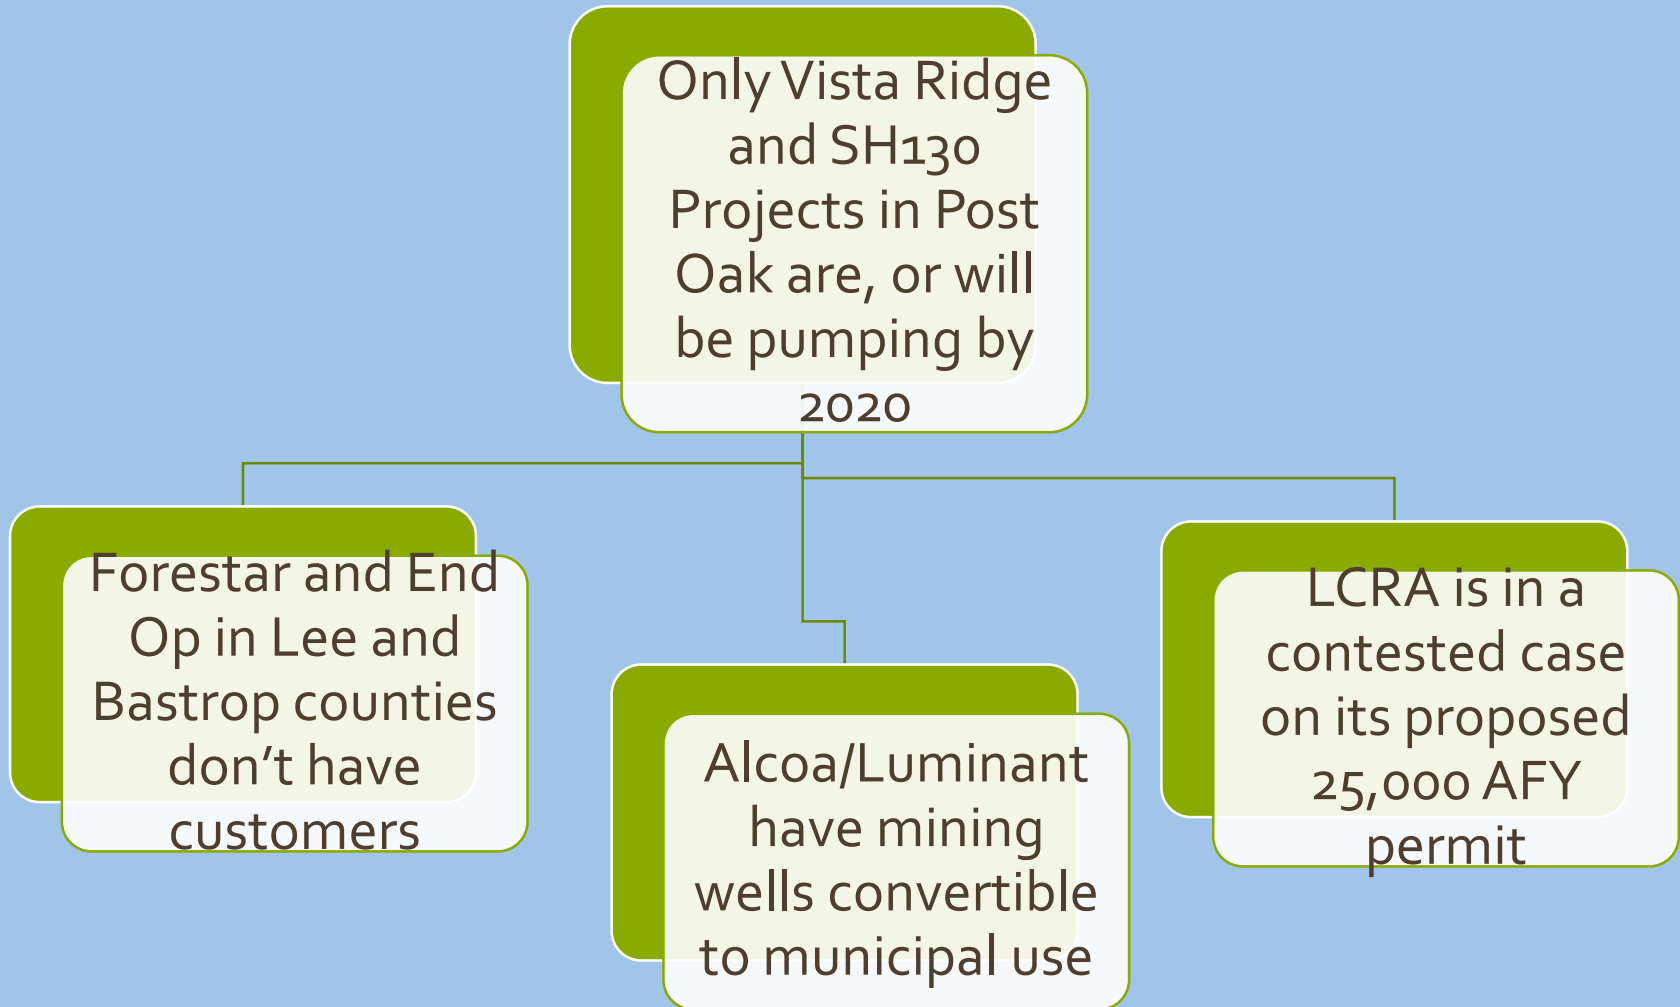 Only Vista Ridge
and SH130
Projects in Post
Oak are, or will
be pumping by
2020
Forestar and End
Op in Lee and
Bastrop counties
don’t have
customers
Alcoa/Luminant
have mining
wells convertible
to municipal use
LCRA is in a
contested case
on its proposed
25,000 AFY
permit